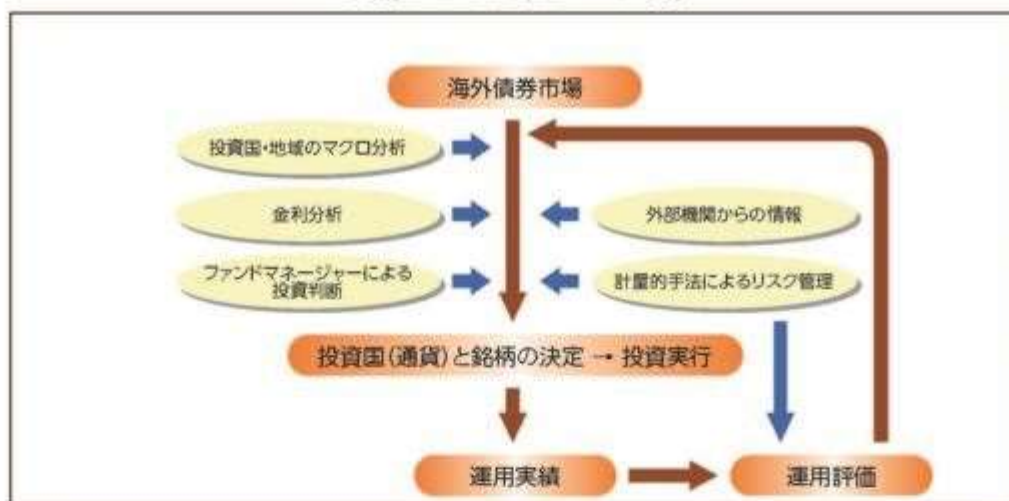 海外債券市場
投資国・地域のマクロ分析
金利分析
外部機関からの情報
ファンドマネージャーによる
投資判断
計量的手法によるリスク管理
投資国(通貨)と銘柄の決定 → 投資実行
運用実績
運用評価